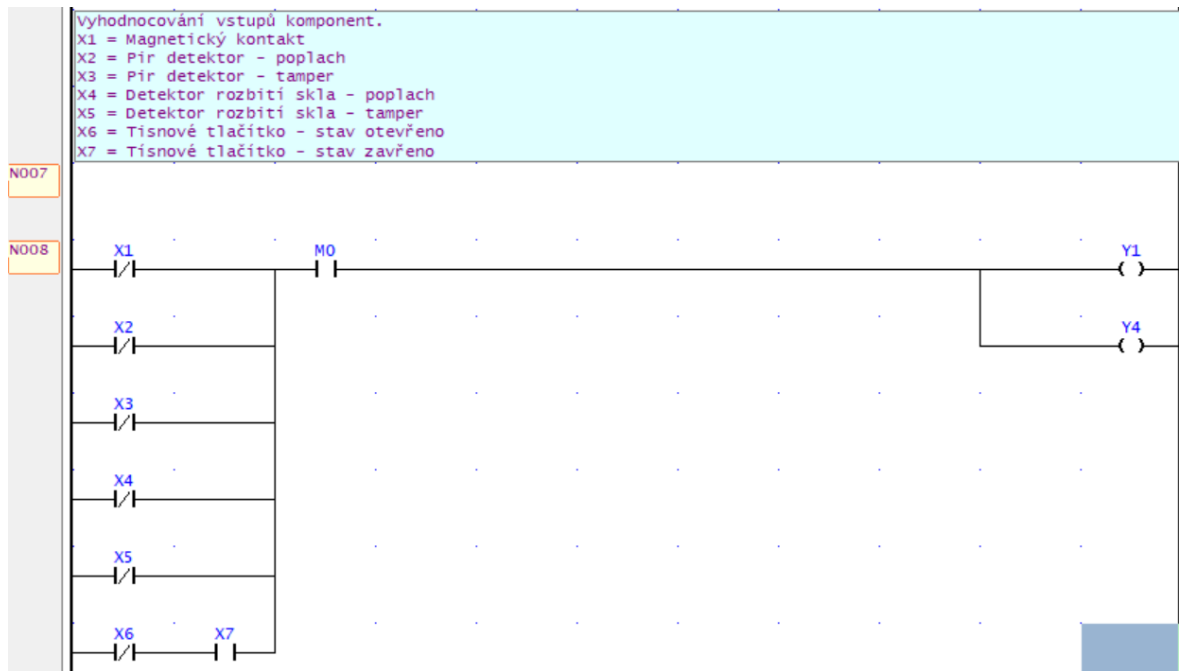 Vyhodnocování vstupů komponent.
X1 = Magnetický kontakt
X2 = Pir detektor - poplach
X3 = Pir detektor - tamper
X4 = Detektor rozbití skla - poplach
X5 = Detektor rozbití skla - tamper
X6 = Tísnové tlačítko - stav otevřeno
X7 = Tísnové tlačítko - stav zavřeno
N007
N008
X1 M0 Y1
X2 Y4
X3
X4
X5
X6 X7